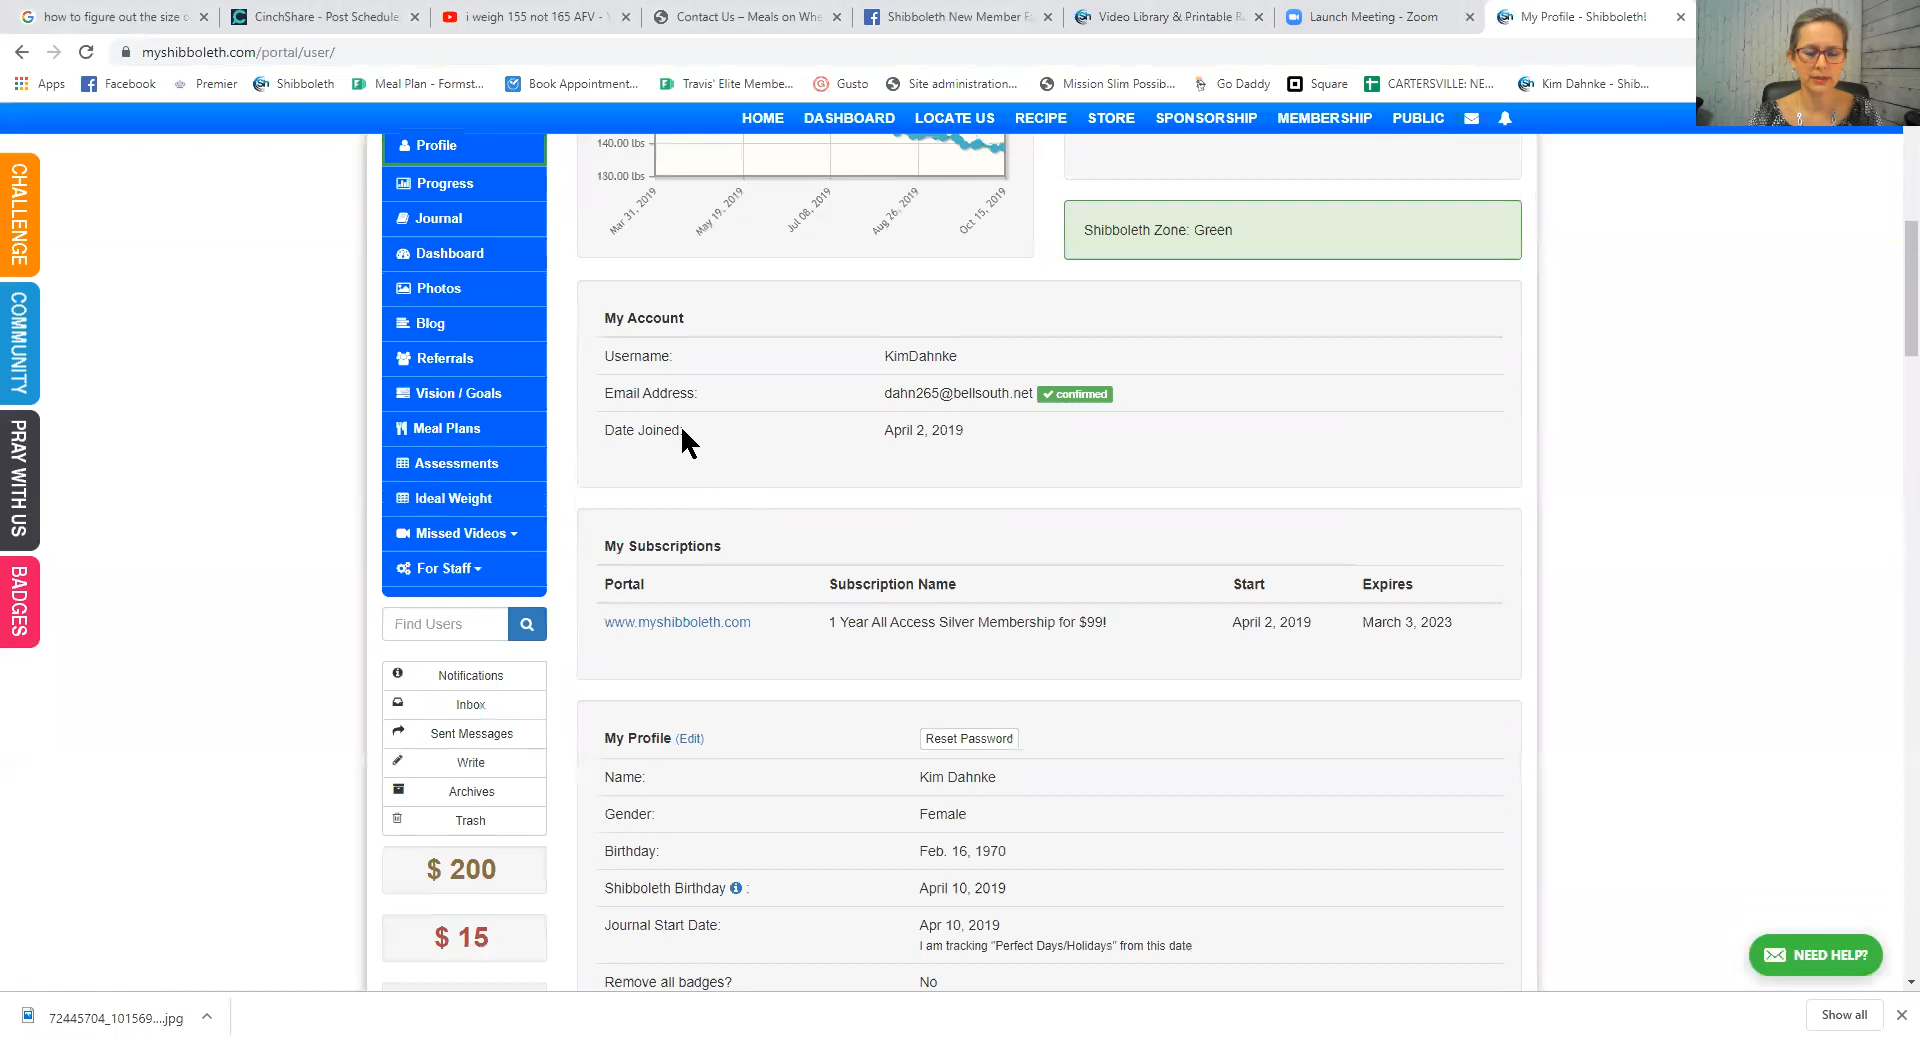 how to figure out the size o
CinchShare - Post Schedule
i weigh 155 not 165 AFV - Y
Contact Us – Meals on Whe
Shibboleth New Member E
Video Library & Printable B
Launch Meeting - Zoom
My Profile - Shibboleth!
myshibboleth.com/portal/user/
Apps
Facebook
Premier
Shibboleth
Meal Plan - Formst...
Book Appointment...
Travis' Elite Membe...
Gusto
Site administration...
Mission Slim Possib...
Go Daddy
Square
CARTERSVILLE: NE...
Kim Dahnke - Shib...
HOME DASHBOARD LOCATE US RECIPE STORE SPONSORSHIP MEMBERSHIP PUBLIC
CHALLENGE
COMMUNITY
PRAY WITH US
BADGES
Profile
Progress
Journal
Dashboard
Photos
Blog
Referrals
Vision / Goals
Meal Plans
Assessments
Ideal Weight
Missed Videos
For Staff
Find Users
Notifications
Inbox
Sent Messages
Write
Archives
Trash
$ 200
$ 15
140.00 lbs
130.00 lbs
Mar 31, 2019
May 19, 2019
Jul 08, 2019
Aug 26, 2019
Oct 15, 2019
Shibboleth Zone: Green
My Account
Username: KimDahnke
Email Address: dahn265@bellsouth.net confirmed
Date Joined: April 2, 2019
My Subscriptions
Portal Subscription Name Start Expires
www.myshibboleth.com 1 Year All Access Silver Membership for $99! April 2, 2019 March 3, 2023
My Profile (Edit) Reset Password
Name: Kim Dahnke
Gender: Female
Birthday: Feb. 16, 1970
Shibboleth Birthday : April 10, 2019
Journal Start Date: Apr 10, 2019
I am tracking "Perfect Days/Holidays" from this date
Remove all badges? No
NEED HELP?
72445704_101569....jpg
Show all